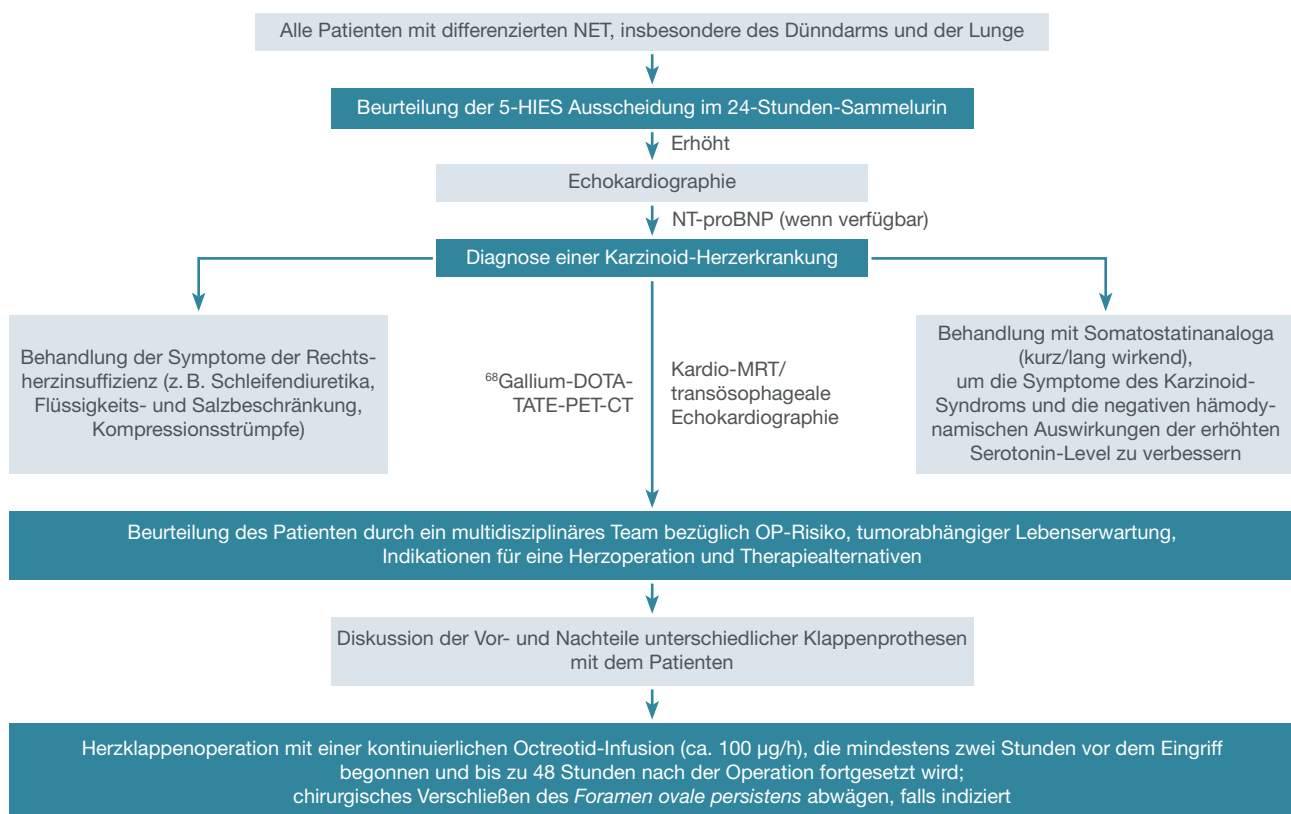 Alle Patienten mit differenzierten NET, insbesondere des Dünndarms und der Lunge
Beurteilung der 5-HIES Ausscheidung im 24-Stunden-Sammelurin
Erhöht
Echokardiographie
NT-proBNP (wenn verfügbar)
Diagnose einer Karzinoid-Herzerkrankung
Behandlung der Symptome der Rechts-
herzinsuffizienz (z. B. Schleifendiuretika,
Flüssigkeits- und Salzbeschränkung,
Kompressionsstrümpfe)
⁶⁸Gallium-DOTA-
TATE-PET-CT
Kardio-MRT/
transösophageale
Echokardiographie
Behandlung mit Somatostatinanaloga
(kurz/lang wirkend),
um die Symptome des Karzinoid-
Syndroms und die negativen hämody-
namischen Auswirkungen der erhöhten
Serotonin-Level zu verbessern
Beurteilung des Patienten durch ein multidisziplinäres Team bezüglich OP-Risiko, tumorabhängiger Lebenserwartung,
Indikationen für eine Herzoperation und Therapiealternativen
Diskussion der Vor- und Nachteile unterschiedlicher Klappenprothesen
mit dem Patienten
Herzklappenoperation mit einer kontinuierlichen Octreotid-Infusion (ca. 100 µg/h), die mindestens zwei Stunden vor dem Eingriff
begonnen und bis zu 48 Stunden nach der Operation fortgesetzt wird;
chirurgisches Verschließen des Foramen ovale persistens abwägen, falls indiziert